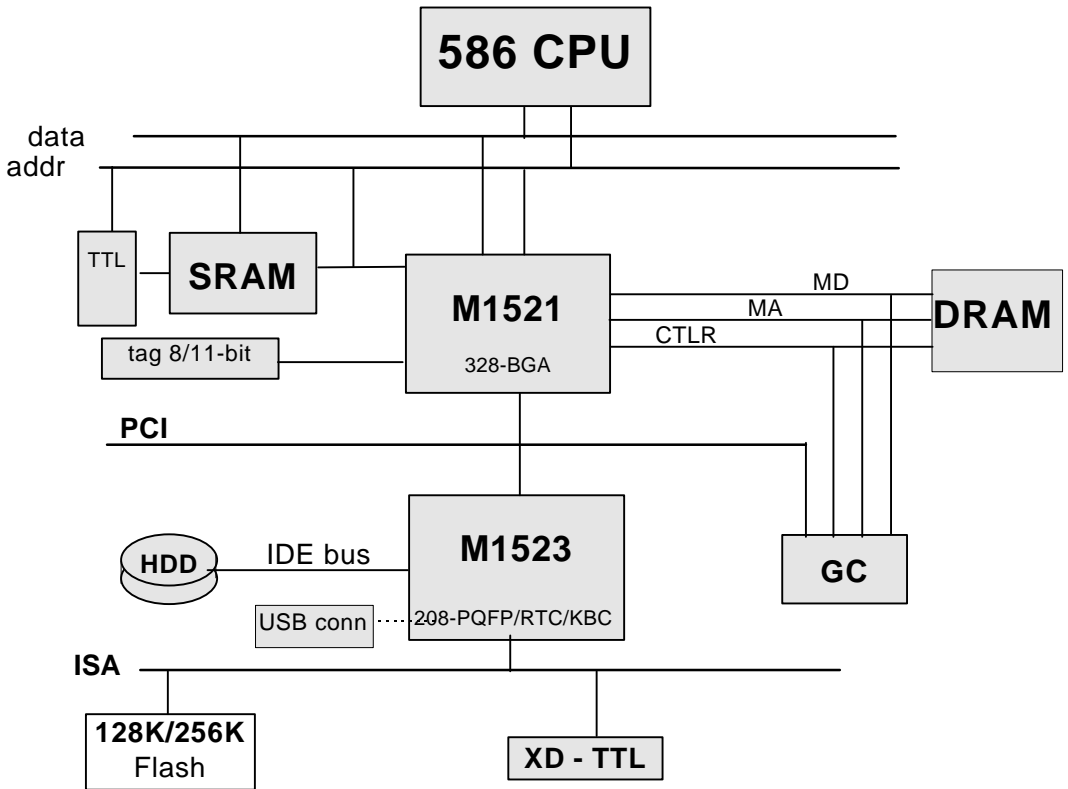 586 CPU
data
addr
TTL
SRAM
M1521
328-BGA
MD
MA
CTLR
DRAM
tag 8/11-bit
PCI
HDD
IDE bus
M1523
208-PQFP/RTC/KBC
GC
USB conn
ISA
128K/256K
Flash
XD - TTL